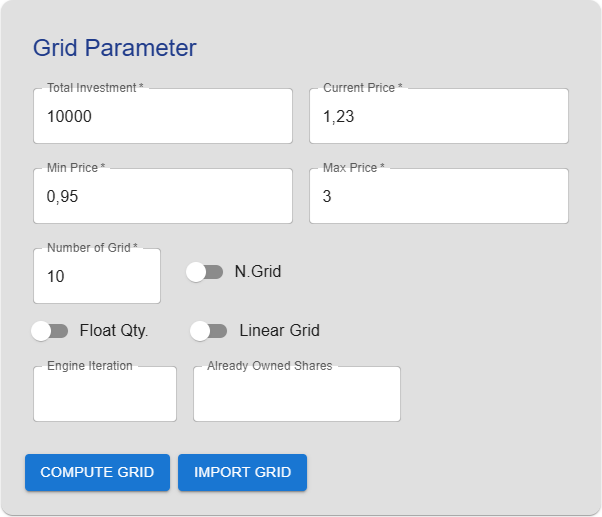 Grid Parameter
Total Investment * Current Price *
10000 1,23
Min Price * Max Price *
0,95 3
Number of Grid *
10 N.Grid
Float Qty. Linear Grid
Engine Iteration Already Owned Shares
COMPUTE GRID IMPORT GRID